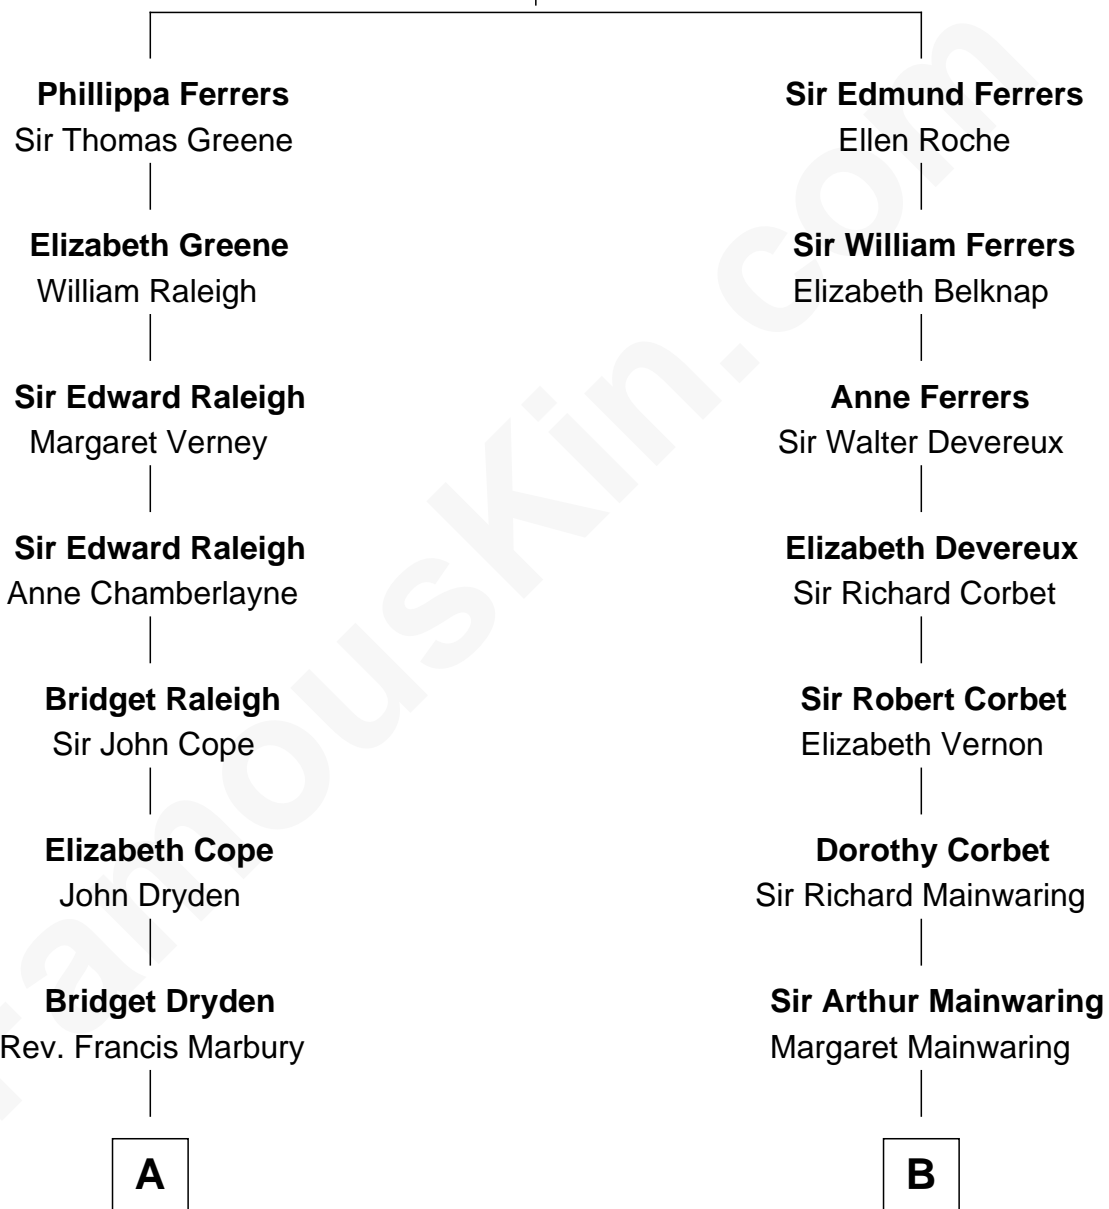 Phillippa Ferrers
Sir Thomas Greene
Elizabeth Greene
William Raleigh
Sir Edward Raleigh
Margaret Verney
Sir Edward Raleigh
Anne Chamberlayne
Bridget Raleigh
Sir John Cope
Elizabeth Cope
John Dryden
Bridget Dryden
Rev. Francis Marbury
A
Sir Edmund Ferrers
Ellen Roche
Sir William Ferrers
Elizabeth Belknap
Anne Ferrers
Sir Walter Devereux
Elizabeth Devereux
Sir Richard Corbet
Sir Robert Corbet
Elizabeth Vernon
Dorothy Corbet
Sir Richard Mainwaring
Sir Arthur Mainwaring
Margaret Mainwaring
B
FamousKin.com